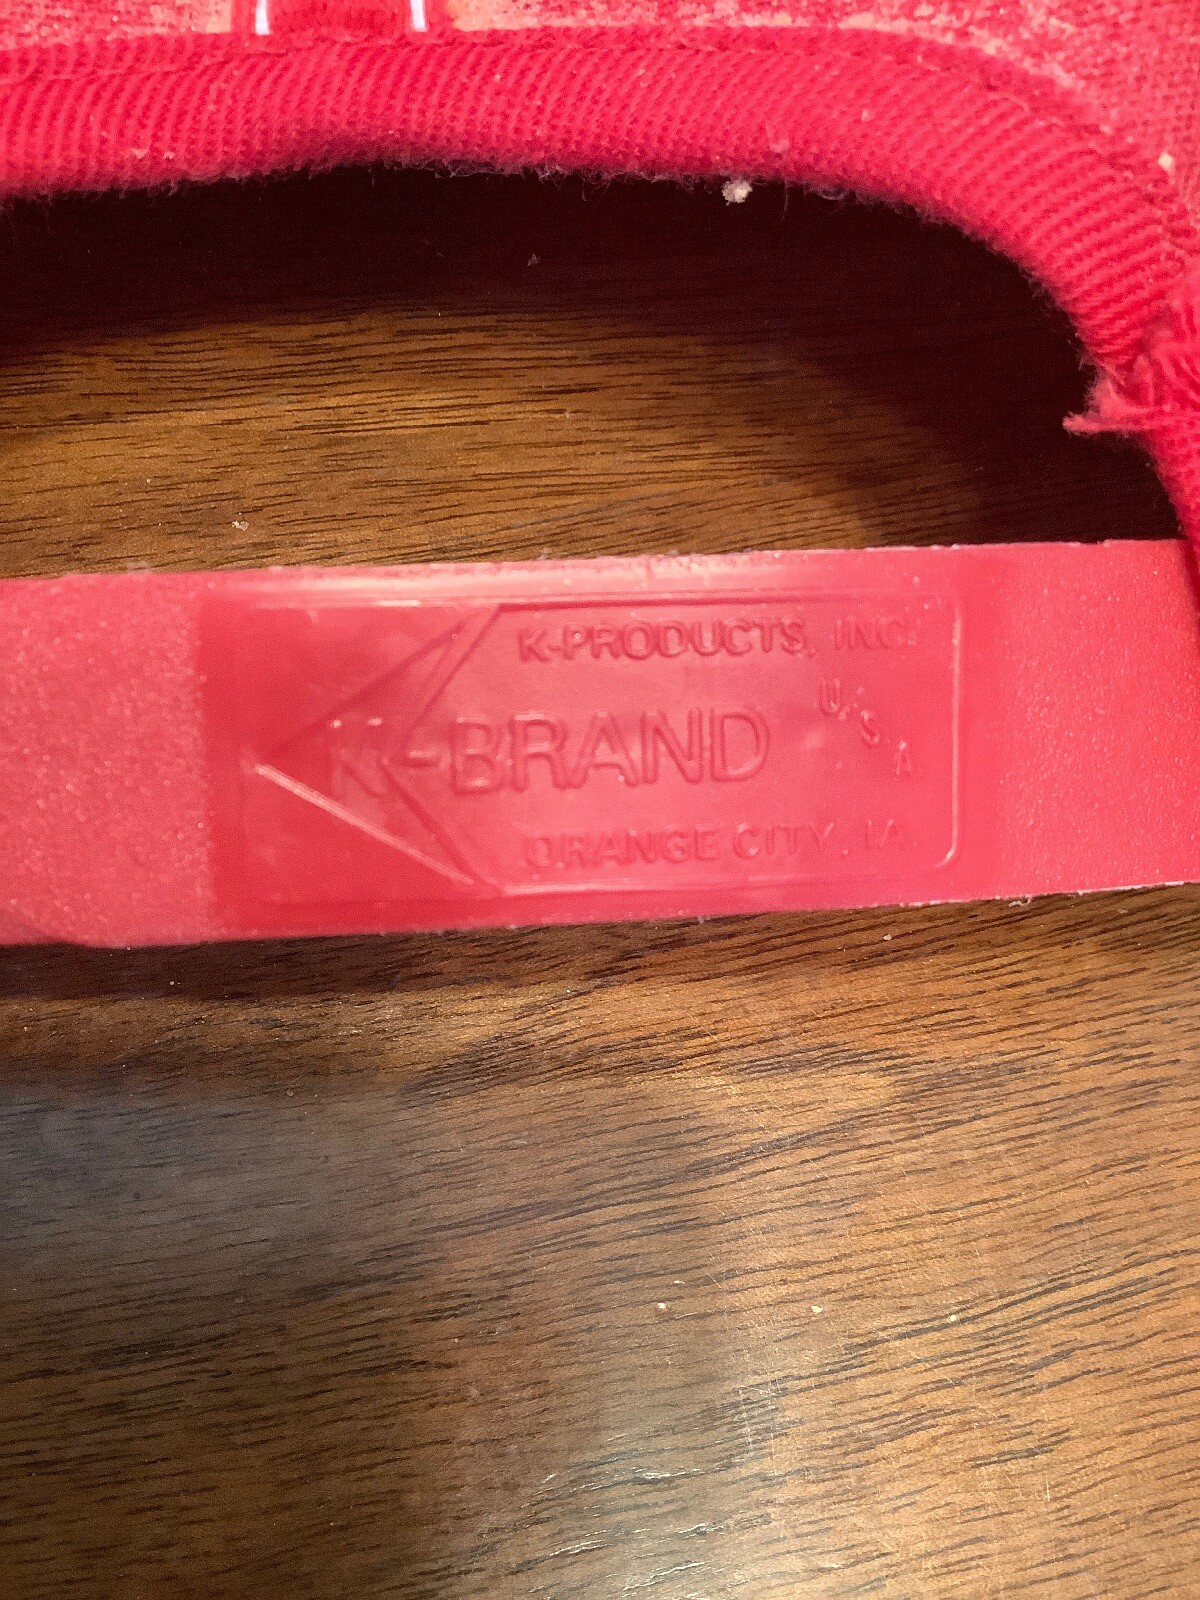 K-PRODUCTS, INC.
K-BRAND
U.S.A
ORANGE CITY, IA.